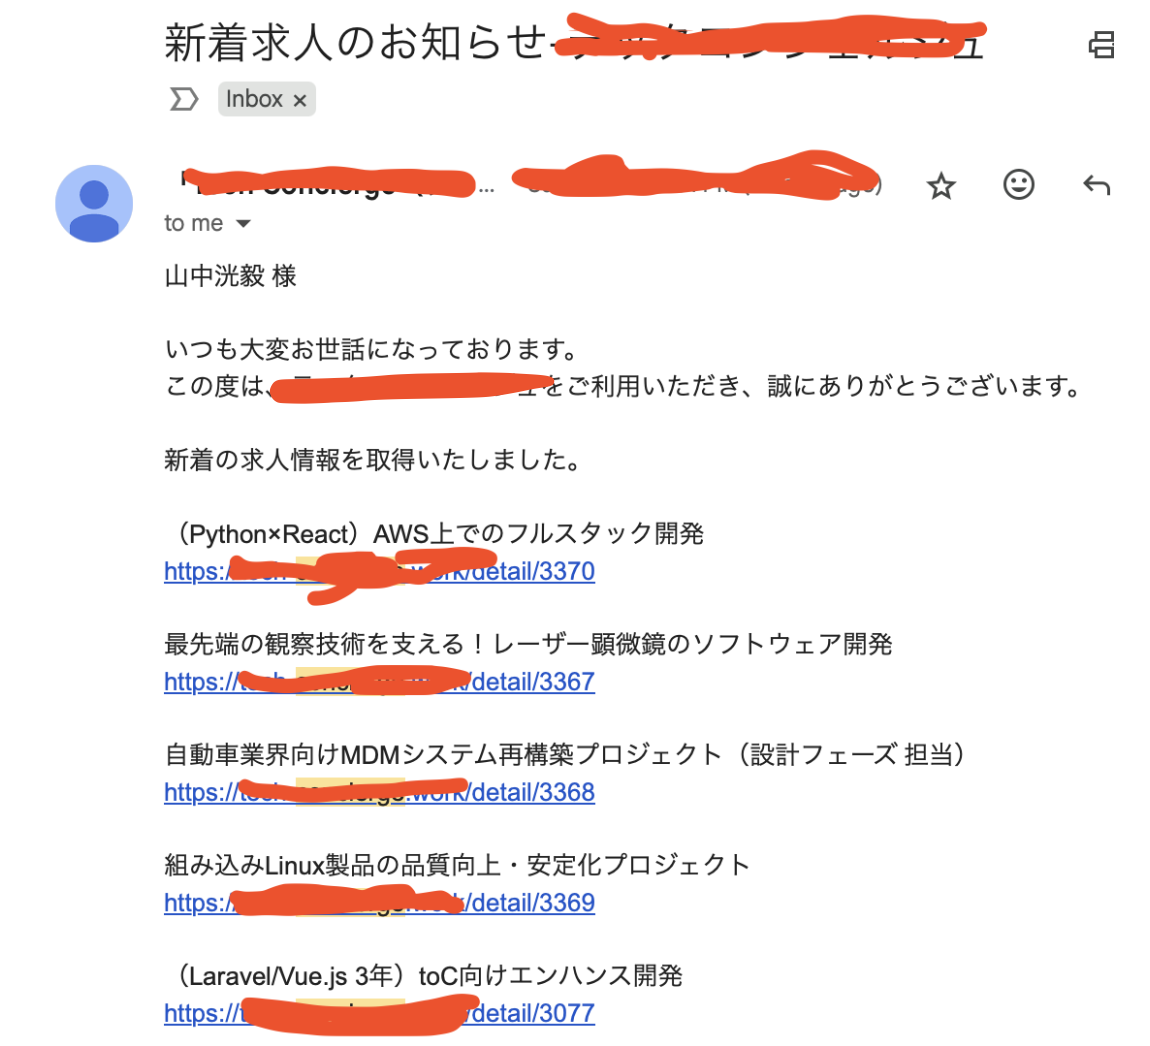 新着求人のお知らせ
Inbox ×
...
to me
山中洸毅 様
いつも大変お世話になっております。
この度は、をご利用いただき、誠にありがとうございます。
新着の求人情報を取得いたしました。
（Python×React）AWS上でのフルスタック開発
https:/ /detail/3370
最先端の観察技術を支える！レーザー顕微鏡のソフトウェア開発
https:// /detail/3367
自動車業界向けMDMシステム再構築プロジェクト（設計フェーズ 担当）
https:// .work/detail/3368
組み込みLinux製品の品質向上・安定化プロジェクト
https:/ /detail/3369
（Laravel/Vue.js 3年）toC向けエンハンス開発
https:// /detail/3077